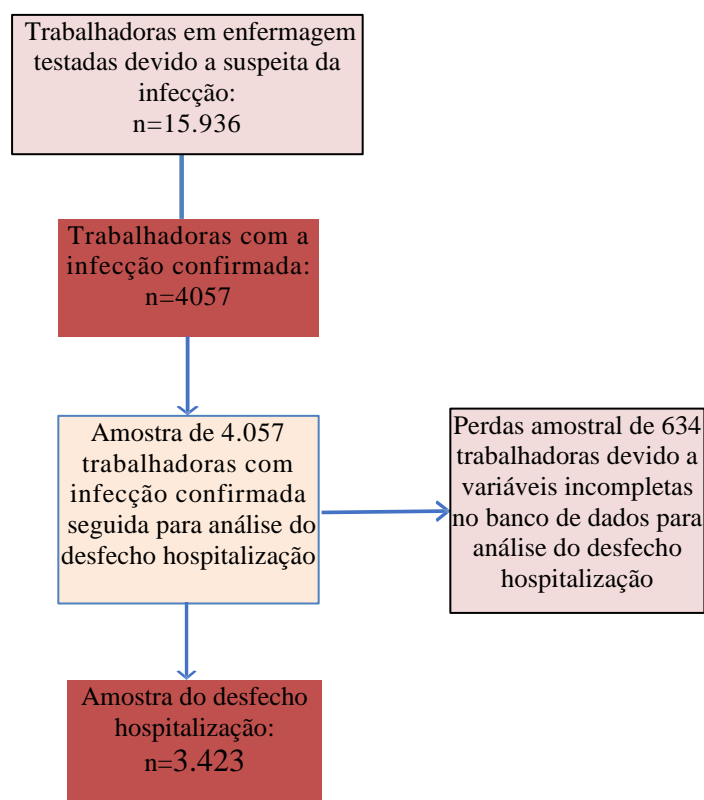 Trabalhadoras em enfermagem
testadas devido a suspeita da
infecção:
n=15.936
Trabalhadoras com a
infecção confirmada:
n=4057
Amostra de 4.057
trabalhadoras com
infecção confirmada
seguida para análise do
desfecho hospitalização
Perdas amostral de 634
trabalhadoras devido a
variáveis incompletas
no banco de dados para
análise do desfecho
hospitalização
Amostra do desfecho
hospitalização:
n=3.423